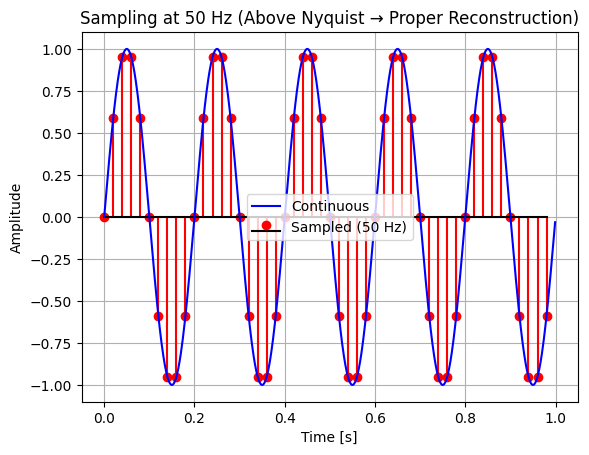 Sampling at 50 Hz (Above Nyquist → Proper Reconstruction)
1.00
0.75
0.50
0.25
0.00
−0.25
−0.50
−0.75
−1.00
Amplitude
Continuous
Sampled (50 Hz)
0.0 0.2 0.4 0.6 0.8 1.0
Time [s]